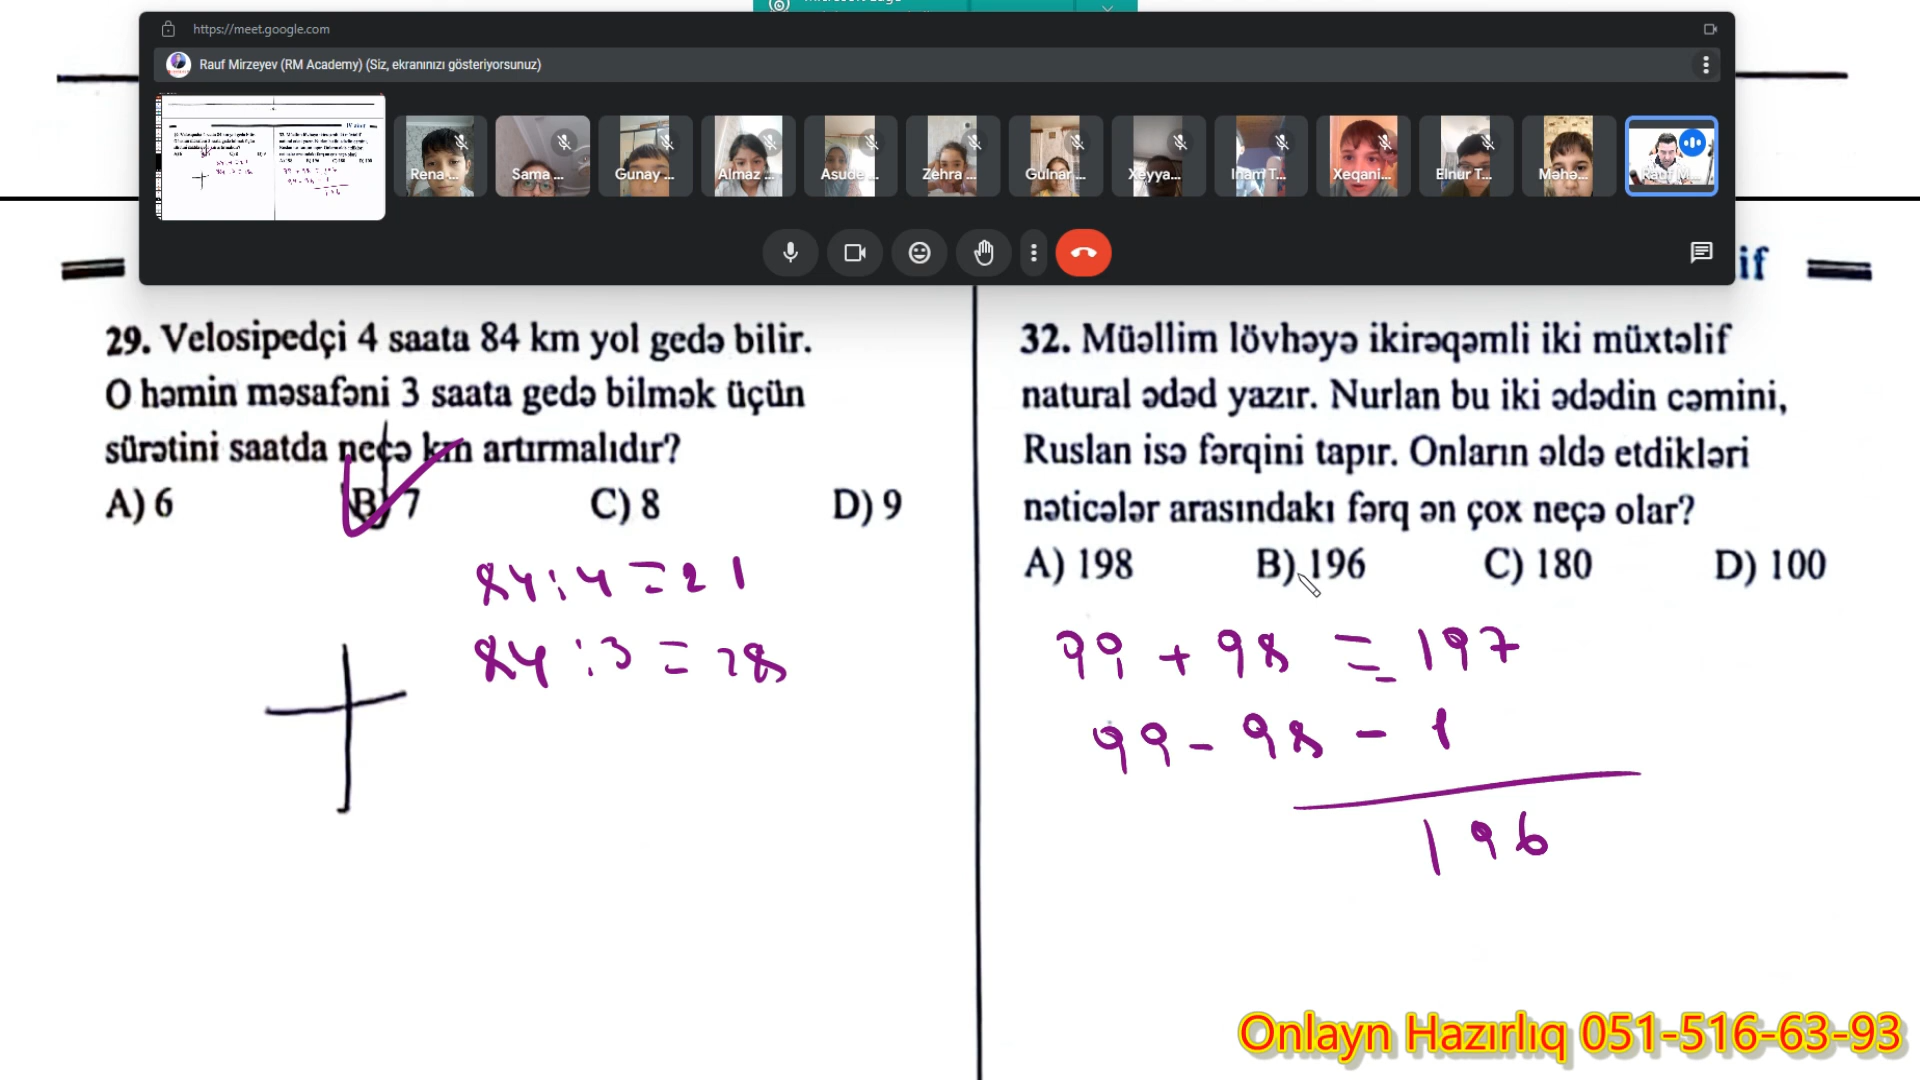 https://meet.google.com
Rauf Mirzeyev (RM Academy) (Siz, ekranınızı gösteriyorsunuz)
Rena ...
Sama ...
Gunay ...
Almaz ...
Asude ...
Zehra ...
Gulnar ...
Xeyya...
Inam T...
Xeqani...
Elnur T...
Məhə...
Rauf M...
if
29. Velosipedçi 4 saata 84 km yol gedə bilir.
O həmin məsafəni 3 saata gedə bilmək üçün
sürətini saatda neçə km artırmalıdır?
A) 6 B) 7 C) 8 D) 9
84 : 4 = 21
84 : 3 = 28
32. Müəllim lövhəyə ikirəqəmli iki müxtəlif
natural ədəd yazır. Nurlan bu iki ədədin cəmini,
Ruslan isə fərqini tapır. Onların əldə etdikləri
nəticələr arasındakı fərq ən çox neçə olar?
A) 198 B) 196 C) 180 D) 100
99 + 98 = 197
99 - 98 - 1
196
Onlayn Hazırlıq 051-516-63-93